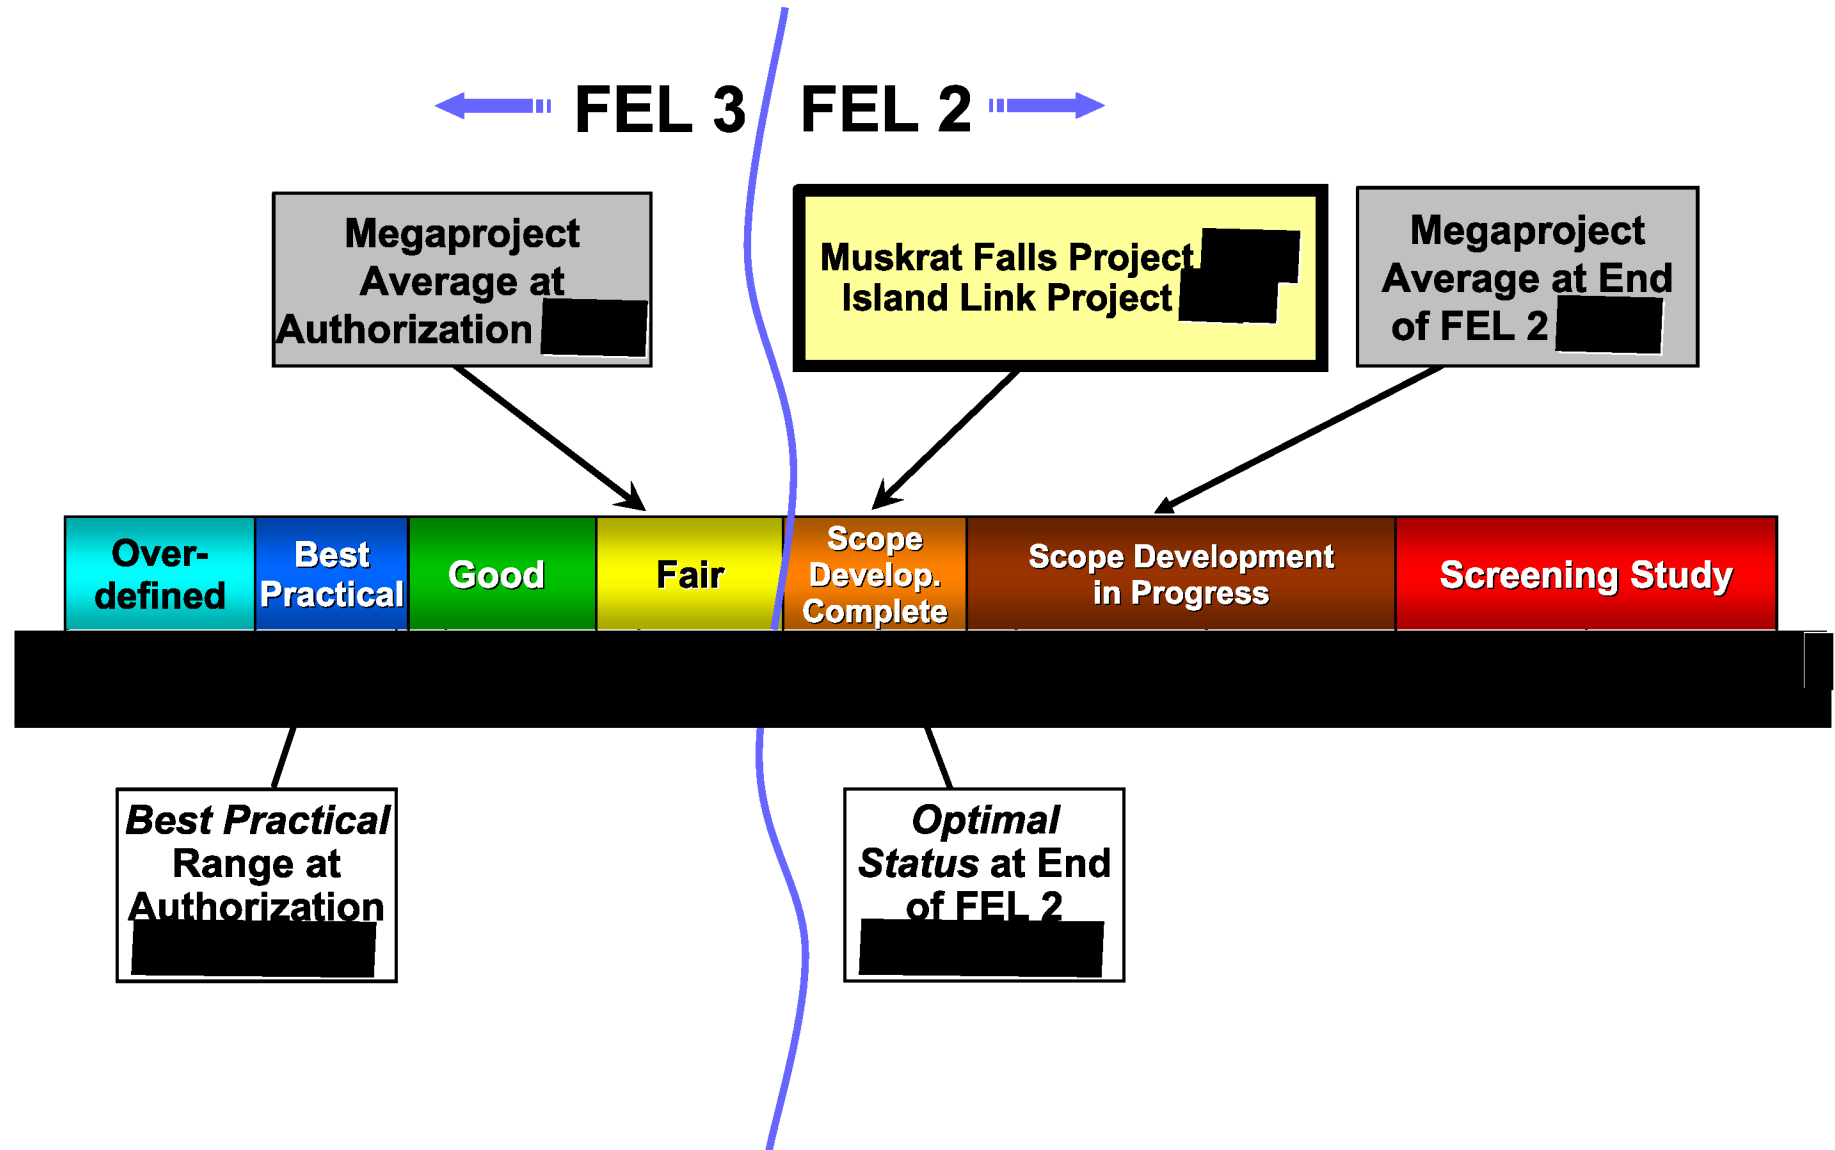 FEL 3
FEL 2
Megaproject
Average at
Authorization
Muskrat Falls Project
Island Link Project
Megaproject
Average at End
of FEL 2
Over-
defined
Best
Practical
Good
Fair
Scope
Develop.
Complete
Scope Development
in Progress
Screening Study
Best Practical
Range at
Authorization
Optimal
Status at End
of FEL 2